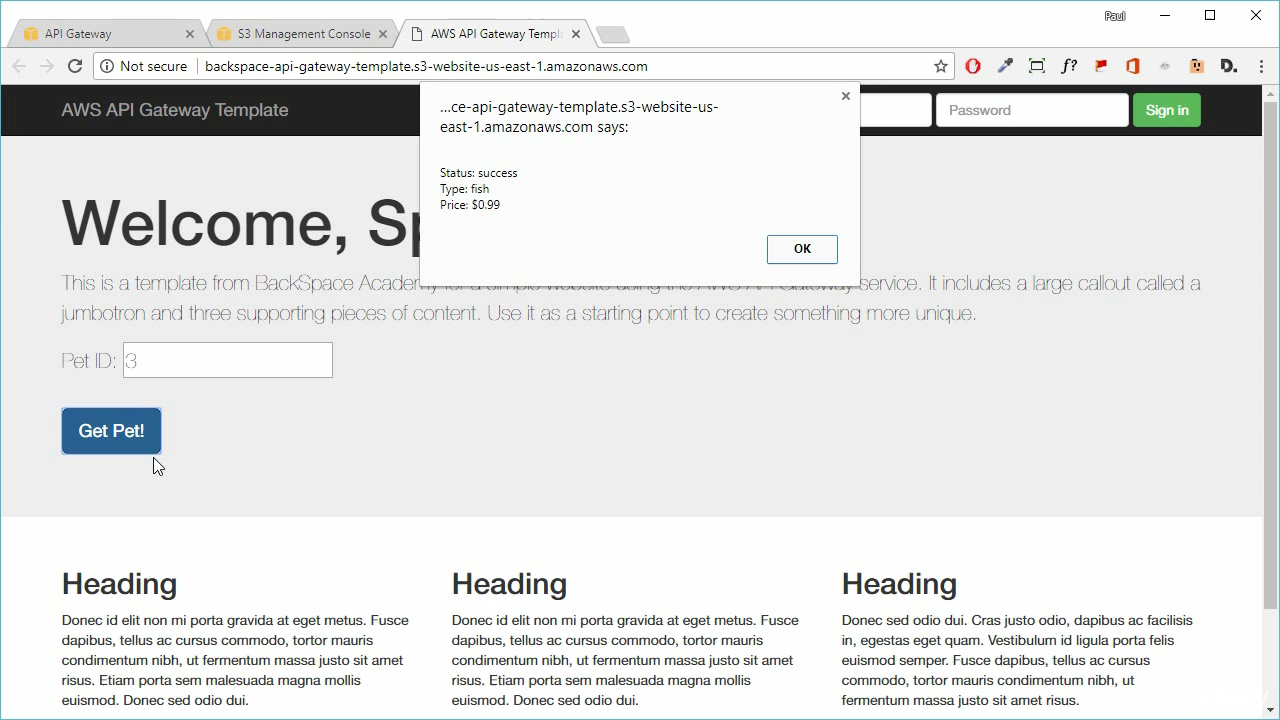 Paul
API Gateway
S3 Management Console
AWS API Gateway Templ
Not secure
backspace-api-gateway-template.s3-website-us-east-1.amazonaws.com
f?
D.
AWS API Gateway Template
Password
Sign in
...ce-api-gateway-template.s3-website-us-
east-1.amazonaws.com says:
Status: success
Type: fish
Price: $0.99
OK
Welcome, Sp
This is a template from BackSpace Academy for a simple website using the AWS API Gateway service. It includes a large callout called a
jumbotron and three supporting pieces of content. Use it as a starting point to create something more unique.
Pet ID: 3
Get Pet!
Heading
Donec id elit non mi porta gravida at eget metus. Fusce
dapibus, tellus ac cursus commodo, tortor mauris
condimentum nibh, ut fermentum massa justo sit amet
risus. Etiam porta sem malesuada magna mollis
euismod. Donec sed odio dui.
Heading
Donec id elit non mi porta gravida at eget metus. Fusce
dapibus, tellus ac cursus commodo, tortor mauris
condimentum nibh, ut fermentum massa justo sit amet
risus. Etiam porta sem malesuada magna mollis
euismod. Donec sed odio dui.
Heading
Donec sed odio dui. Cras justo odio, dapibus ac facilisis
in, egestas eget quam. Vestibulum id ligula porta felis
euismod semper. Fusce dapibus, tellus ac cursus
commodo, tortor mauris condimentum nibh, ut
fermentum massa justo sit amet risus.